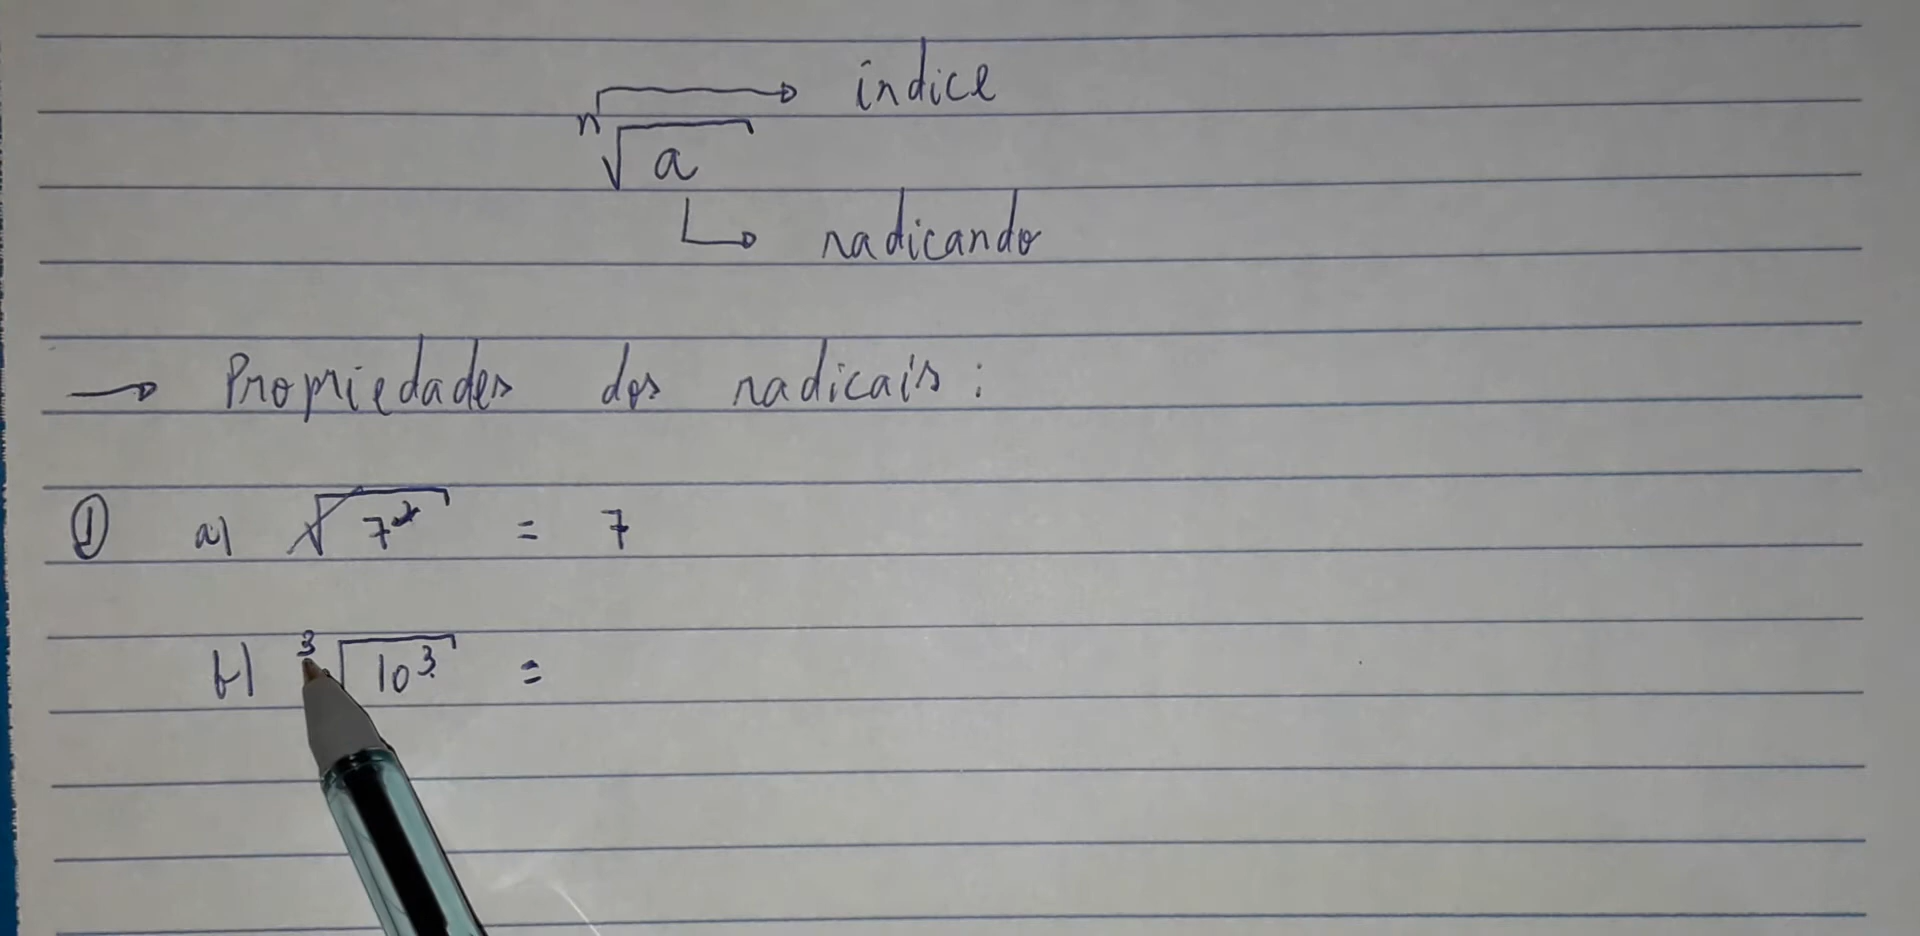 índice
ⁿ√a
radicando
→ Propriedades dos radicais:
① a) √7² = 7
b) ³√10³ =